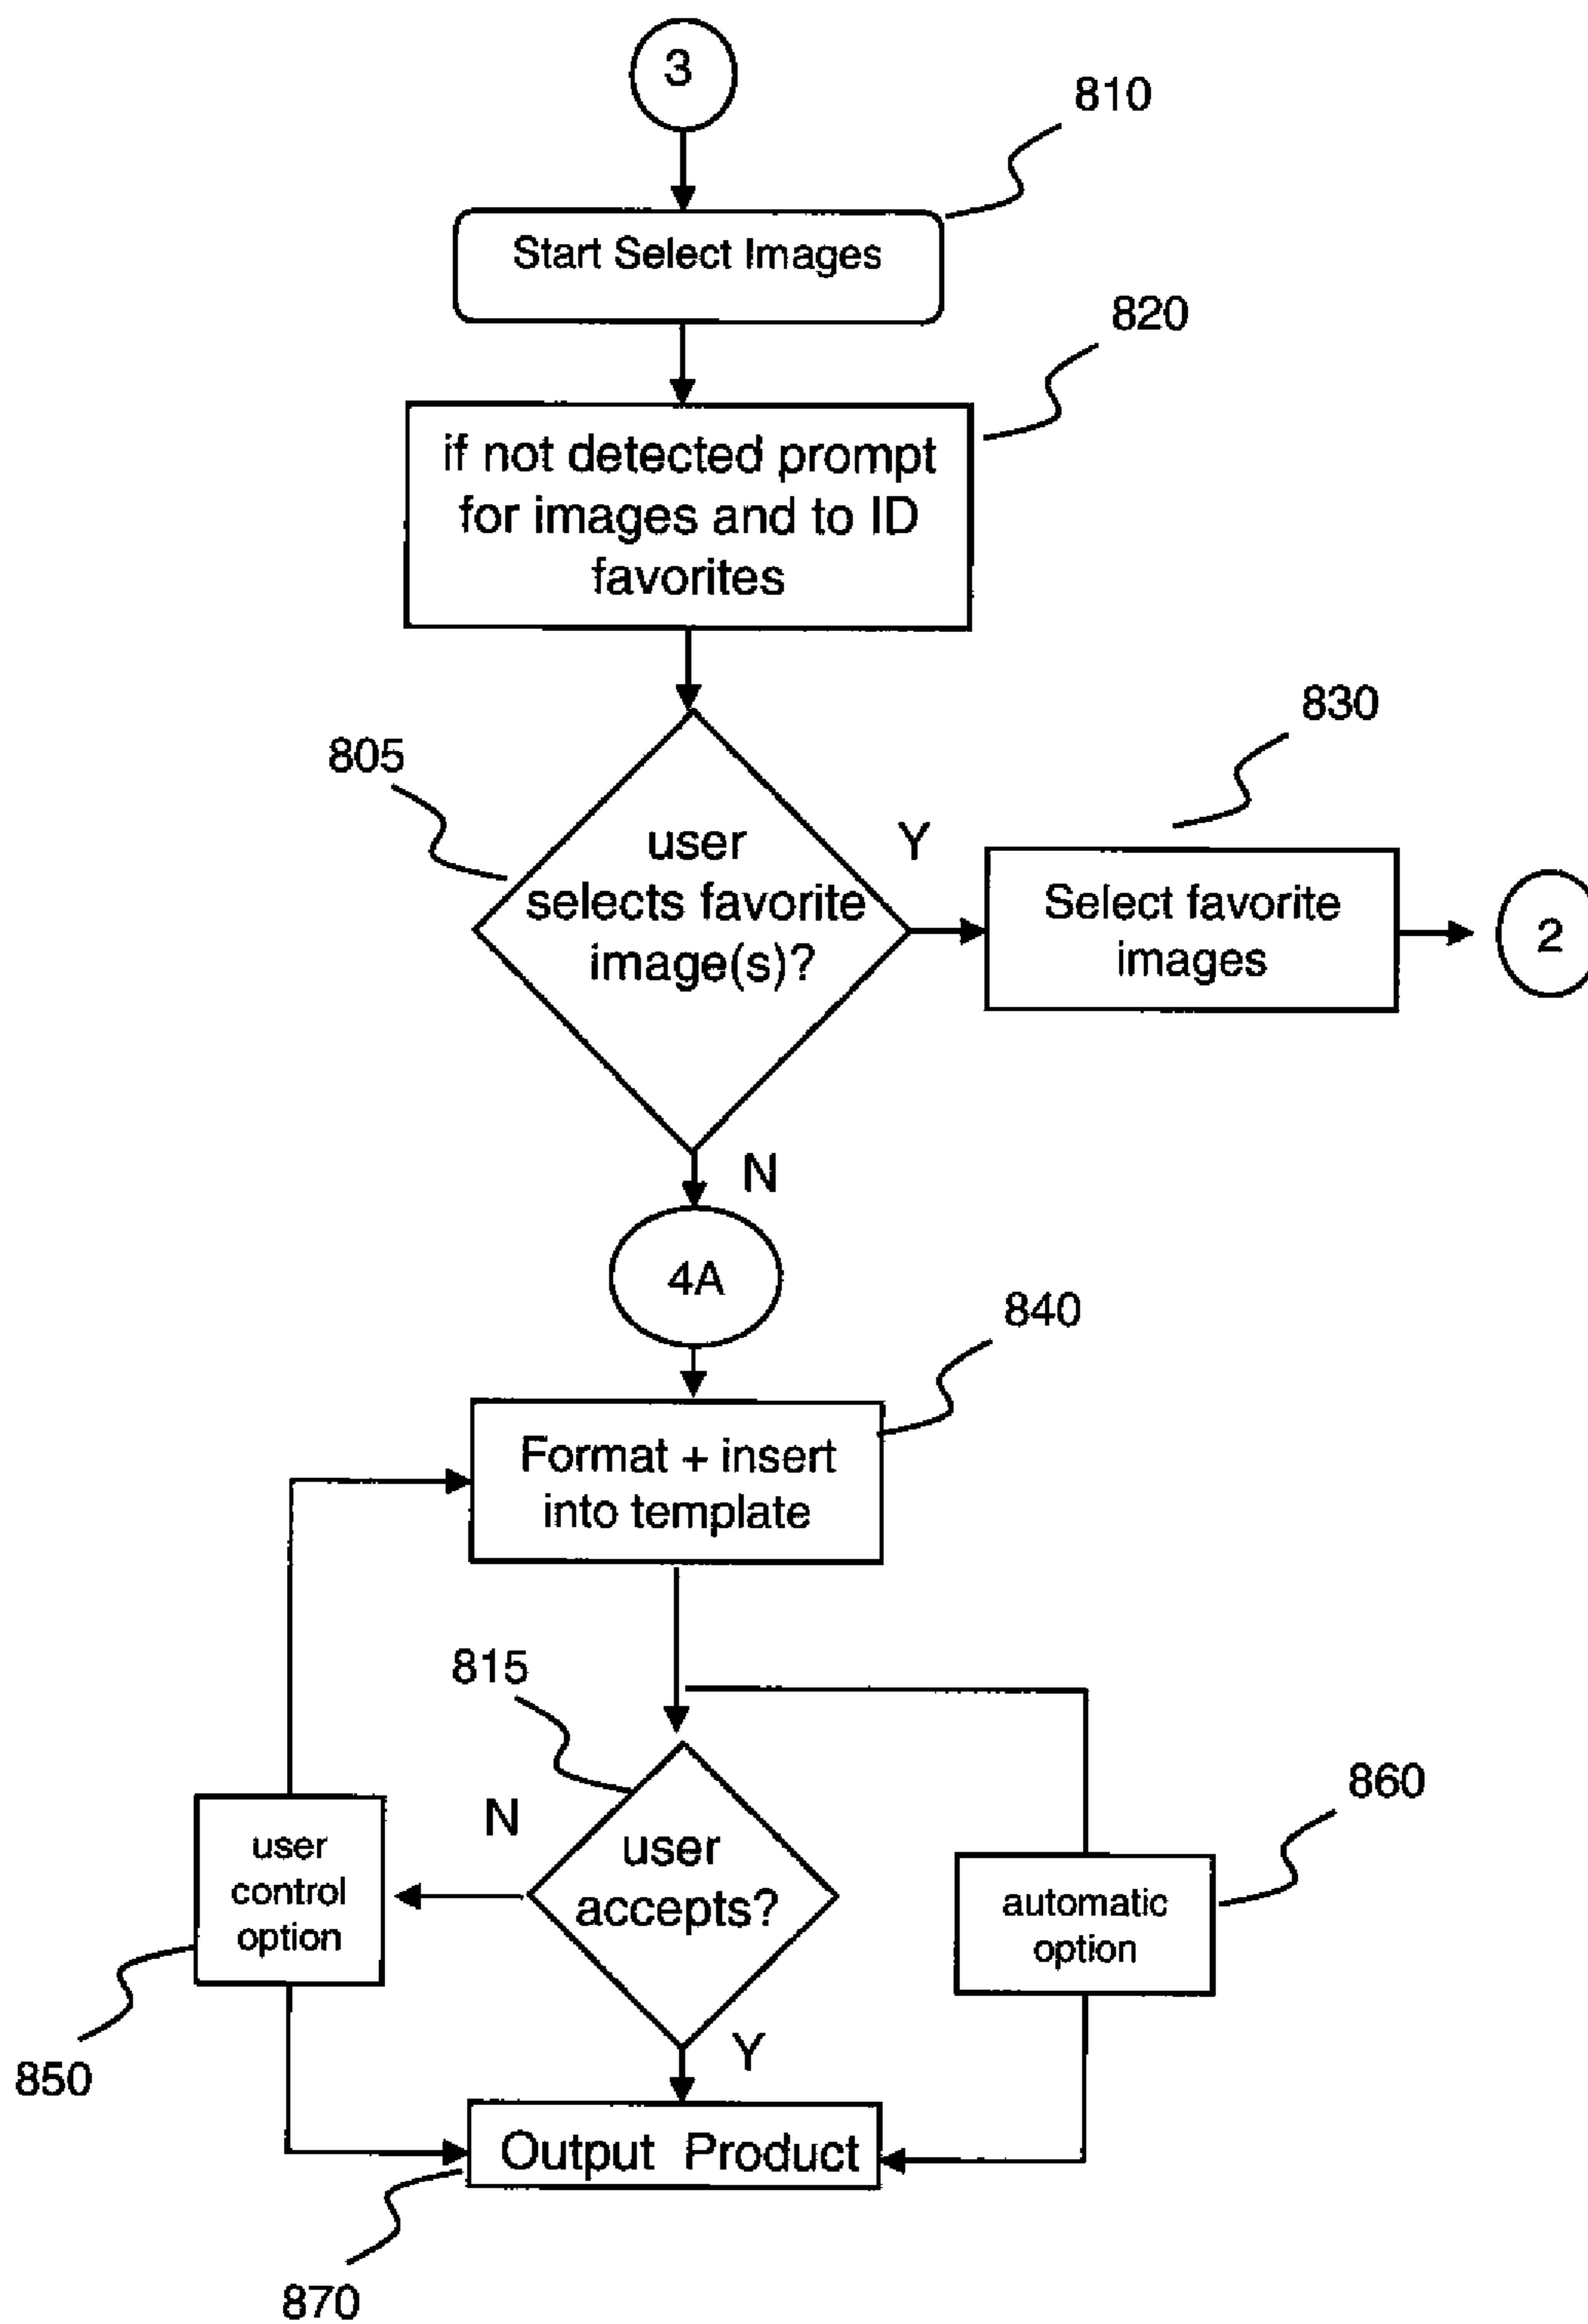 3
810
Start Select Images
820
if not detected prompt
for images and to ID
favorites
805
830
user
selects favorite
image(s)?
Y
Select favorite
images
2
N
4A
840
Format + insert
into template
815
860
N
user
accepts?
user
control
option
automatic
option
Y
850
Output Product
870